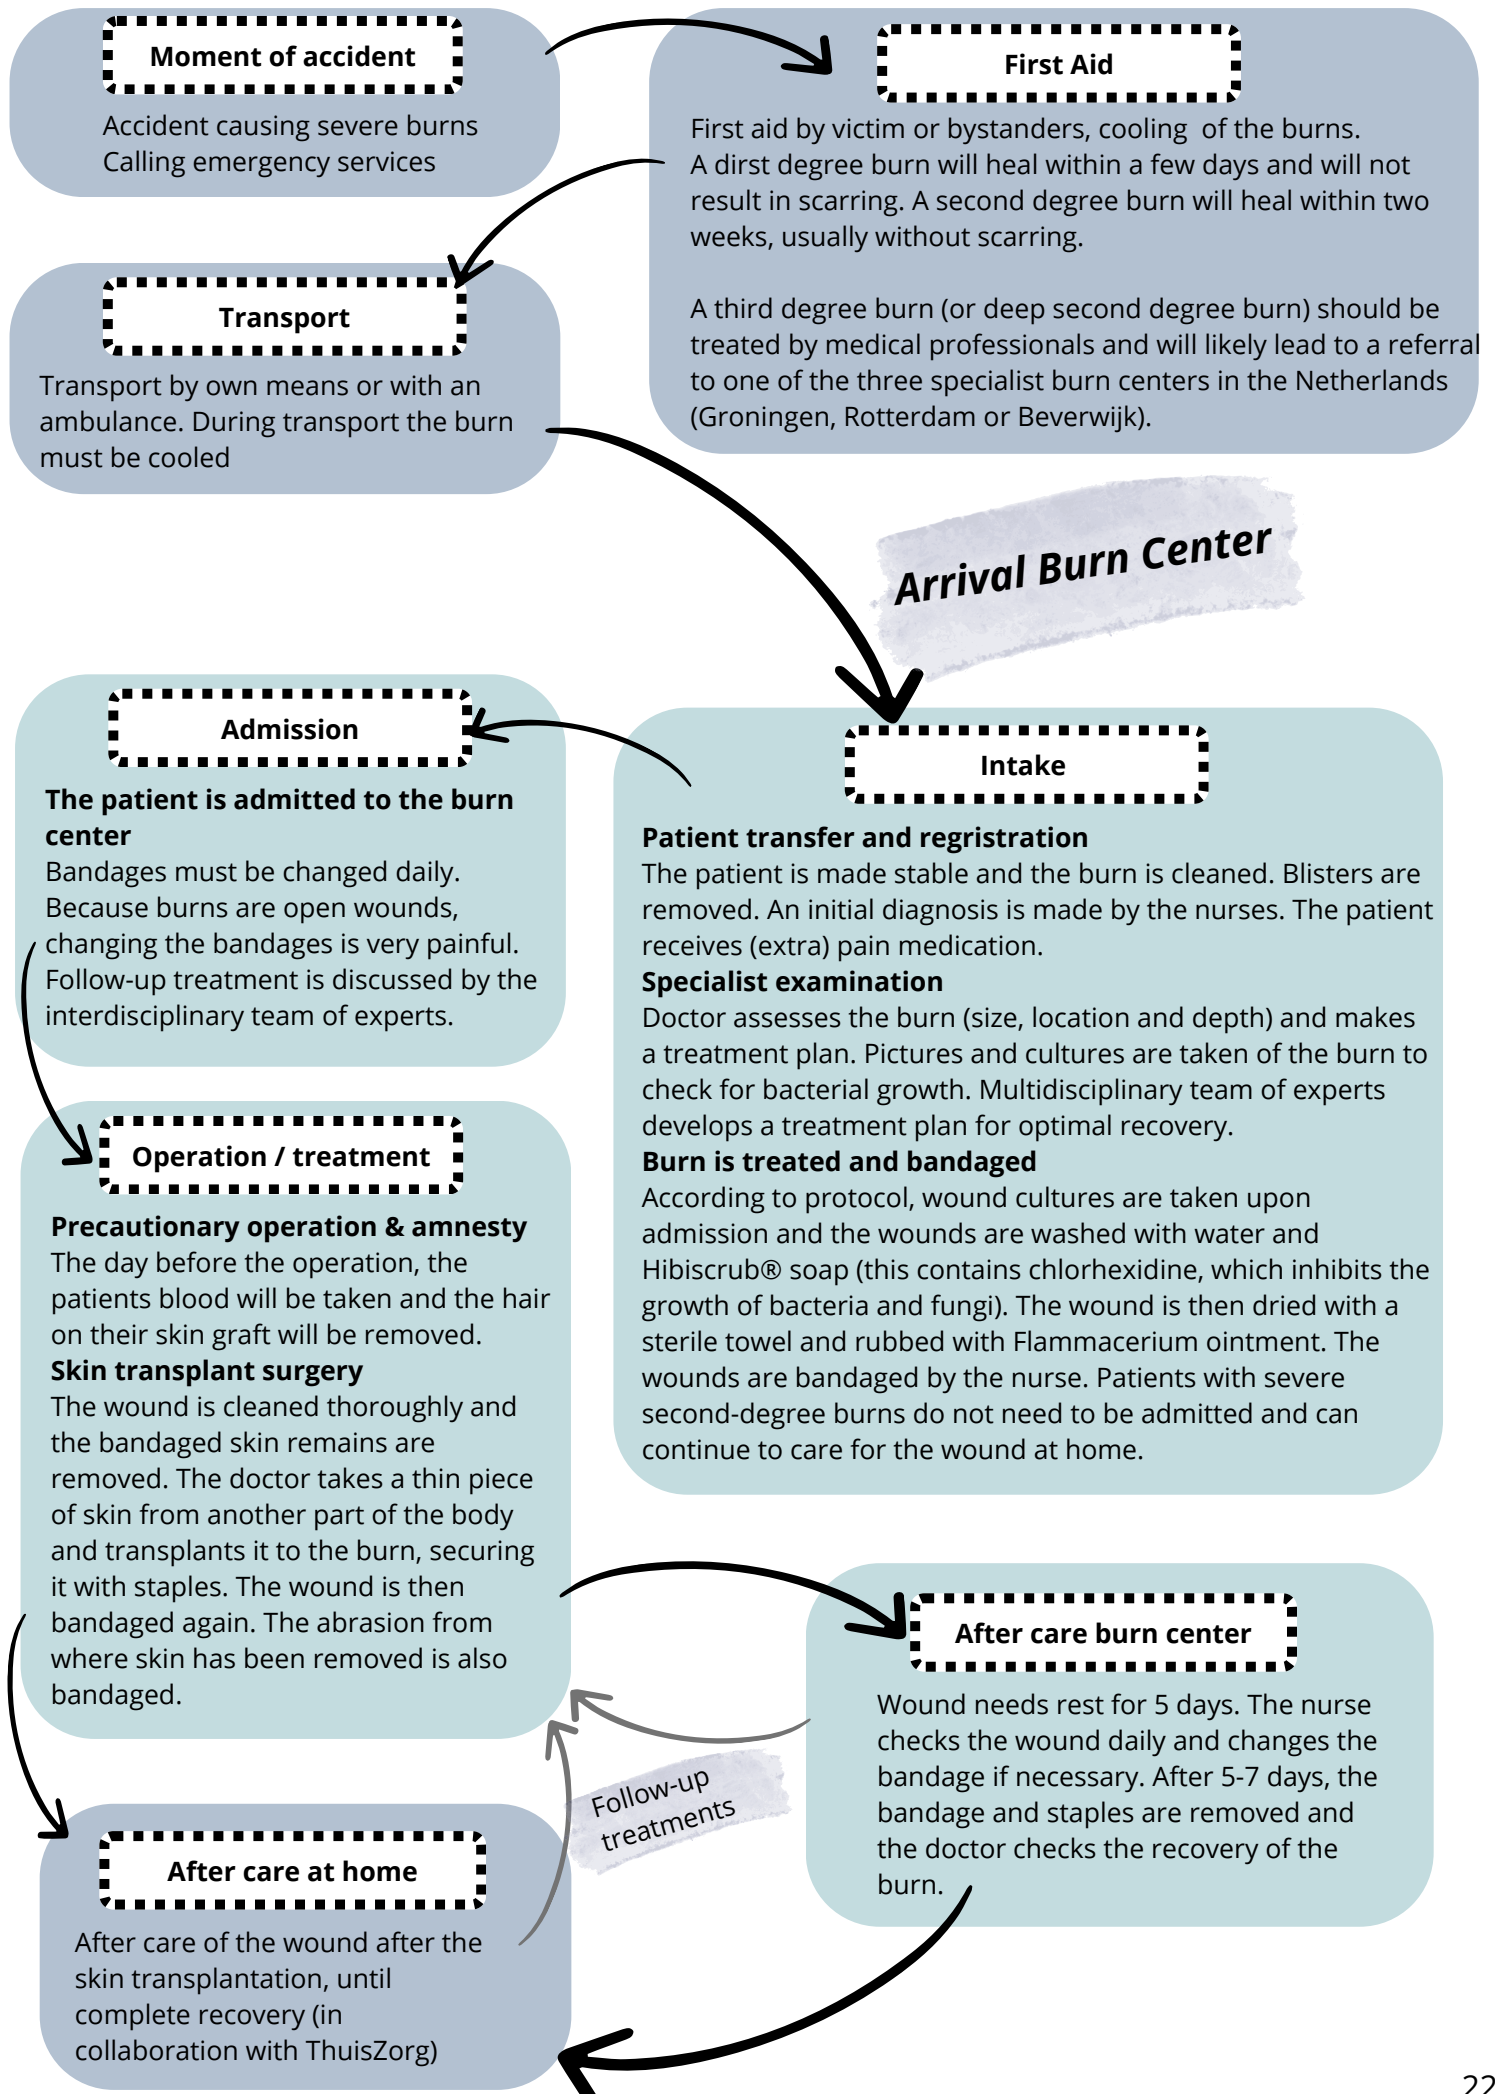 Moment of accident
Accident causing severe burns
Calling emergency services
First Aid
First aid by victim or bystanders, cooling  of the burns.
A dirst degree burn will heal within a few days and will not
result in scarring. A second degree burn will heal within two
weeks, usually without scarring.
A third degree burn (or deep second degree burn) should be
treated by medical professionals and will likely lead to a referral
to one of the three specialist burn centers in the Netherlands
(Groningen, Rotterdam or Beverwijk).
Transport
Transport by own means or with an
ambulance. During transport the burn
must be cooled
Arrival Burn Center
Intake
Patient transfer and regristration
The patient is made stable and the burn is cleaned. Blisters are
removed. An initial diagnosis is made by the nurses. The patient
receives (extra) pain medication.
Specialist examination
Doctor assesses the burn (size, location and depth) and makes
a treatment plan. Pictures and cultures are taken of the burn to
check for bacterial growth. Multidisciplinary team of experts
develops a treatment plan for optimal recovery.
Burn is treated and bandaged
According to protocol, wound cultures are taken upon
admission and the wounds are washed with water and
Hibiscrub® soap (this contains chlorhexidine, which inhibits the
growth of bacteria and fungi). The wound is then dried with a
sterile towel and rubbed with Flammacerium ointment. The
wounds are bandaged by the nurse. Patients with severe
second-degree burns do not need to be admitted and can
continue to care for the wound at home.
Admission
The patient is admitted to the burn
center
Bandages must be changed daily.
Because burns are open wounds,
changing the bandages is very painful.
Follow-up treatment is discussed by the
interdisciplinary team of experts.
Operation / treatment
Precautionary operation & amnesty
The day before the operation, the
patients blood will be taken and the hair
on their skin graft will be removed.
Skin transplant surgery
The wound is cleaned thoroughly and
the bandaged skin remains are
removed. The doctor takes a thin piece
of skin from another part of the body
and transplants it to the burn, securing
it with staples. The wound is then
bandaged again. The abrasion from
where skin has been removed is also
bandaged.
After care burn center
Wound needs rest for 5 days. The nurse
checks the wound daily and changes the
bandage if necessary. After 5-7 days, the
bandage and staples are removed and
the doctor checks the recovery of the
burn.
Follow-up
treatments
After care at home
After care of the wound after the
skin transplantation, until
complete recovery (in
collaboration with ThuisZorg)
22